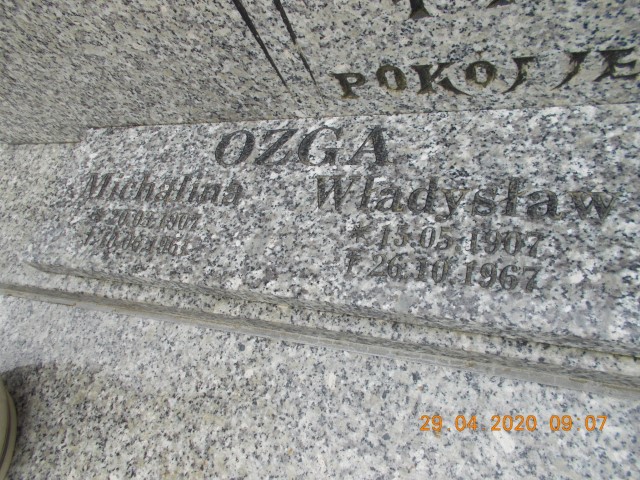 POKÓJ JE
OZGA
Michalina
Władysław
* 13.05.1907
† 26.10.1967
29.04.2020 09:07